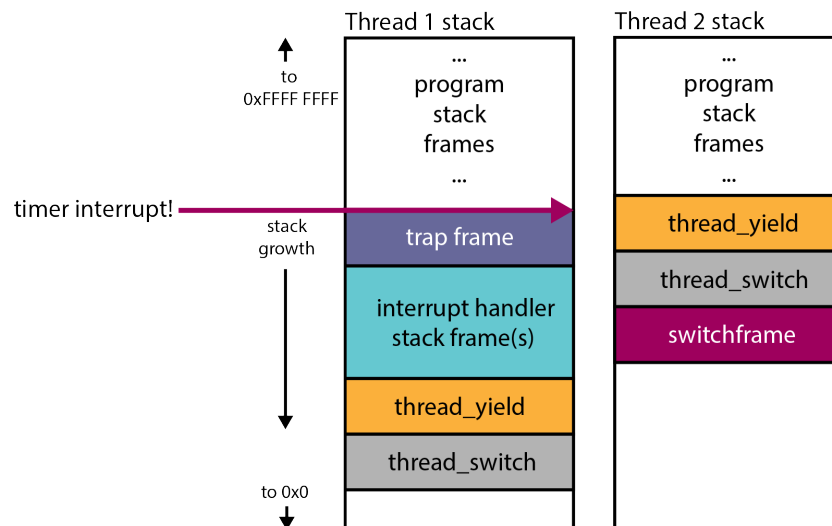 Thread 1 stack
Thread 2 stack
to
0xFFFF FFFF
...
program
stack
frames
...
timer interrupt!
stack
growth
trap frame
interrupt handler
stack frame(s)
thread_yield
thread_switch
to 0x0
...
program
stack
frames
...
thread_yield
thread_switch
switchframe